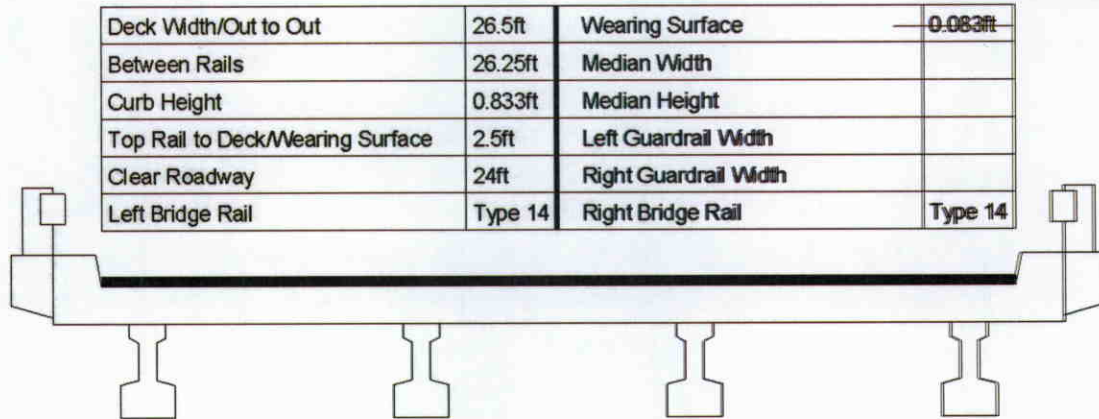 Deck Width/Out to Out 26.5ft Wearing Surface 0.083ft
Between Rails 26.25ft Median Width
Curb Height 0.833ft Median Height
Top Rail to Deck/Wearing Surface 2.5ft Left Guardrail Width
Clear Roadway 24ft Right Guardrail Width
Left Bridge Rail Type 14 Right Bridge Rail Type 14